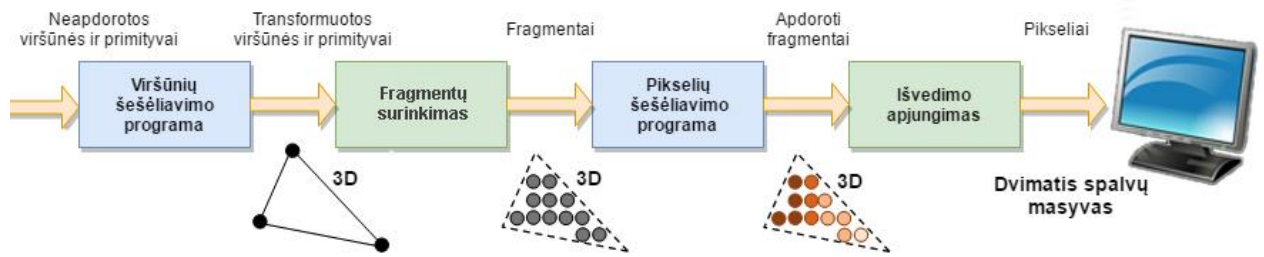 Neapdorotos
viršūnės ir primityvai
Transformuotos
viršūnės ir primityvai
Fragmentai
Apdoroti
fragmentai
Pikseliai
Viršūnių
šešėliavimo
programa
Fragmentų
surinkimas
Pikselių
šešėliavimo
programa
Išvedimo
apjungimas
3D
3D
3D
Dvimatis spalvų
masyvas